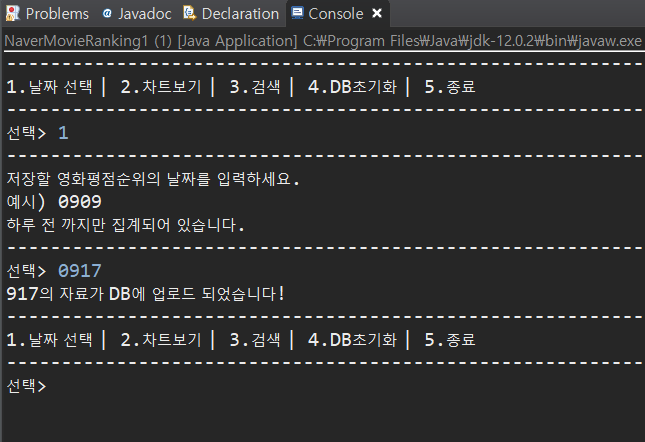 Problems @ Javadoc Declaration Console
NaverMovieRanking1 (1) [Java Application] C:₩Program Files₩Java₩jdk-12.0.2₩bin₩javaw.exe
----------------------------------------------------------
1.날짜 선택 | 2.차트보기 | 3.검색 | 4.DB초기화 | 5.종료
----------------------------------------------------------
선택> 1
----------------------------------------------------------
저장할 영화평점순위의 날짜를 입력하세요.
예시) 0909
하루 전 까지만 집계되어 있습니다.
----------------------------------------------------------
선택> 0917
917의 자료가 DB에 업로드 되었습니다!
----------------------------------------------------------
1.날짜 선택 | 2.차트보기 | 3.검색 | 4.DB초기화 | 5.종료
----------------------------------------------------------
선택>